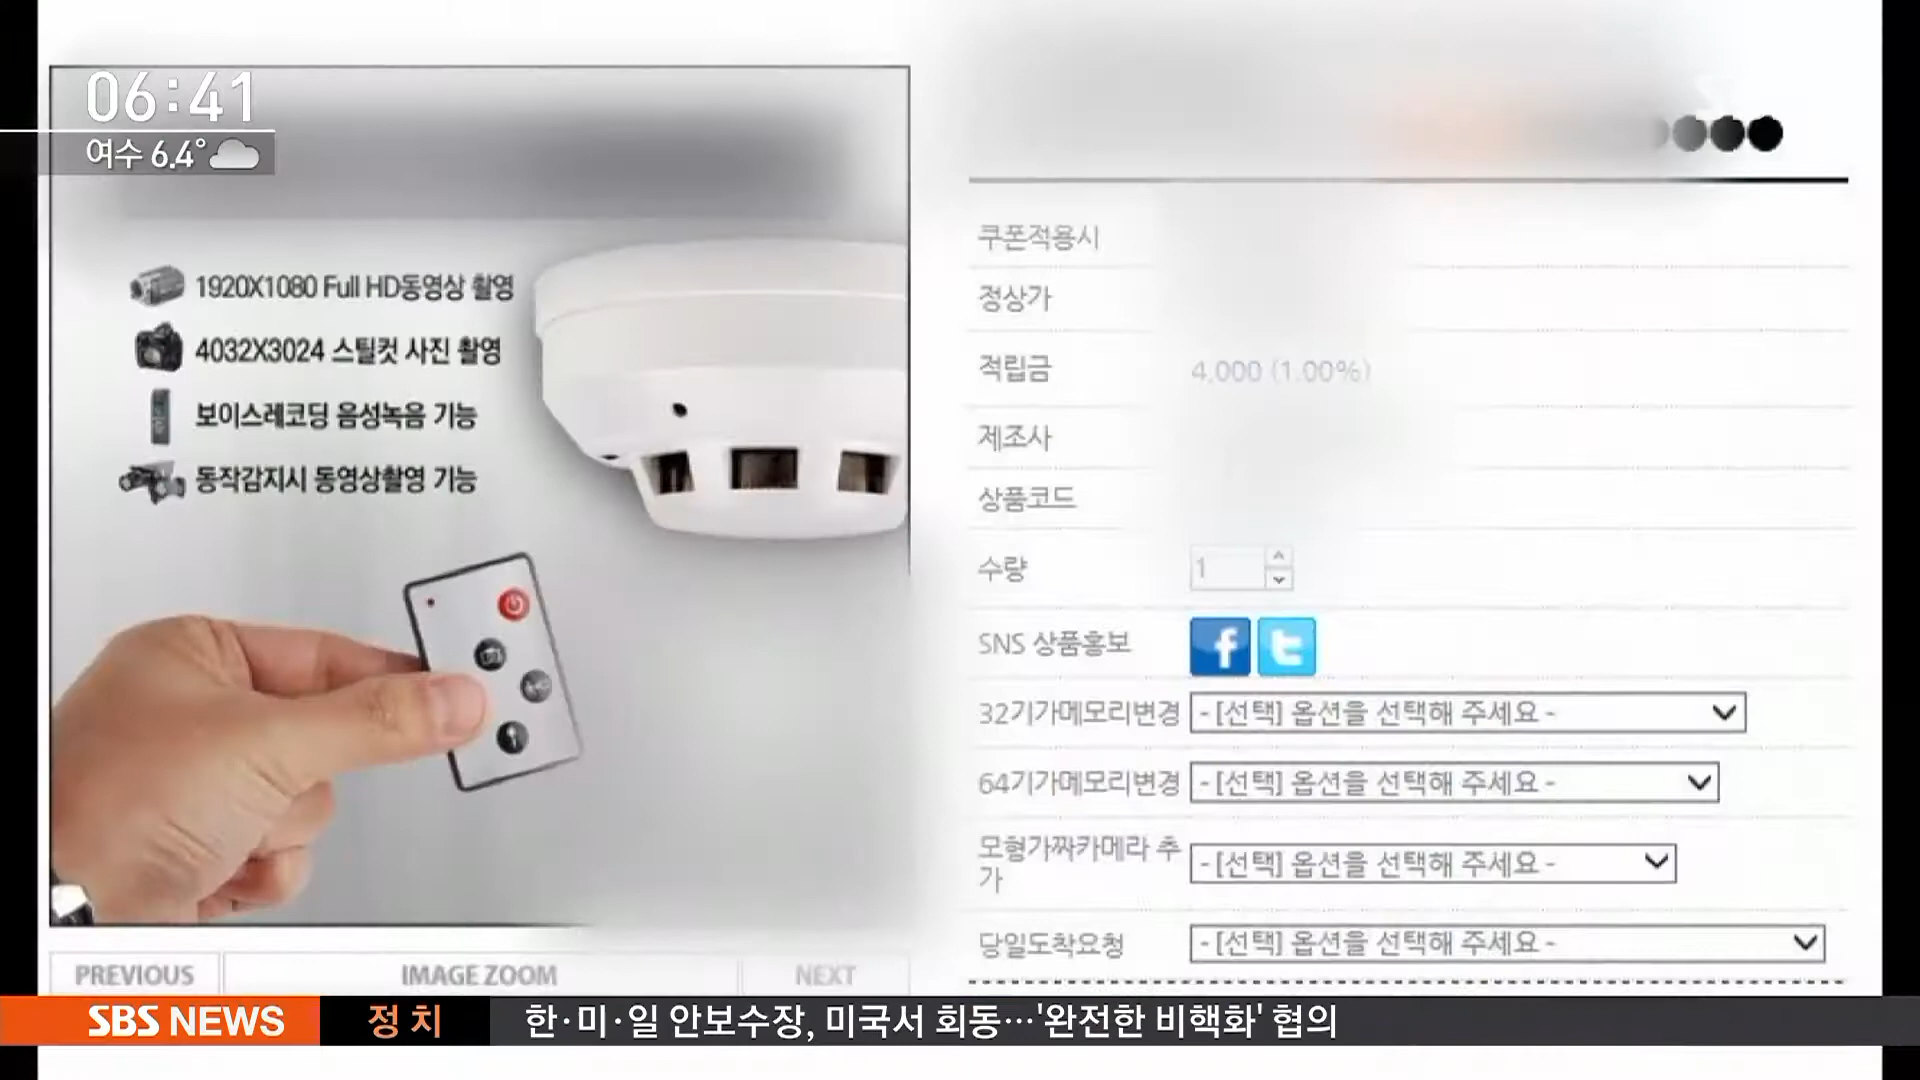 06:41
여수 6.4°
1920X1080 Full HD동영상 촬영
4032X3024 스틸컷 사진 촬영
보이스레코딩 음성녹음 기능
동작감지시 동영상촬영 기능
PREVIOUS
IMAGE ZOOM
NEXT
쿠폰적용시
정상가
적립금 4,000 (1.00%)
제조사
상품코드
수량 1
SNS 상품홍보
32기가메모리변경 - [선택] 옵션을 선택해 주세요 -
64기가메모리변경 - [선택] 옵션을 선택해 주세요 -
모형가짜카메라 추
가 - [선택] 옵션을 선택해 주세요 -
당일도착요청 - [선택] 옵션을 선택해 주세요 -
SBS NEWS 정치 한·미·일 안보수장, 미국서 회동…'완전한 비핵화' 협의